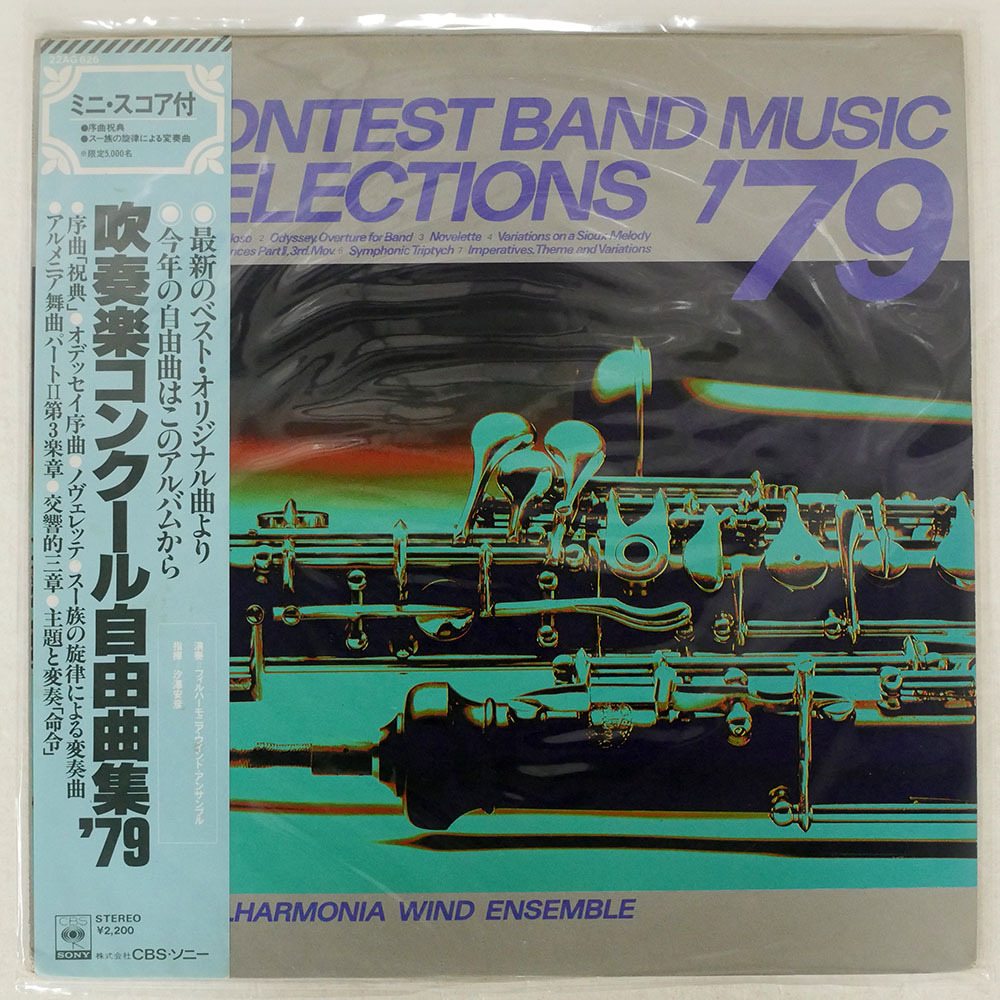 22AG 626
ミニ・スコア付
●序曲祝典
●スー族の旋律による変奏曲
※限定5,000名
●最新のベスト・オリジナル曲より
●今年の自由曲はこのアルバムから
吹奏楽コンクール自由曲集'79
序曲「祝典」●オデッセイ序曲●ノヴェレッテ●スー族の旋律による変奏曲
アルメニア舞曲パートII第3楽章●交響的三章●主題と変奏「命令」
演奏 フィルハーモニア・ウインド・アンサンブル
指揮 汐澤安彦
CBS
SONY
STEREO
¥2,200
株式会社CBS・ソニー
ONTEST BAND MUSIC
ELECTIONS '79
oso 2 Odyssey, Overture for Band 3 Novelette 4 Variations on a Sioux Melody
nces Part II, 3rd. Mov. 6 Symphonic Triptych 7 Imperatives, Theme and Variations
LHARMONIA WIND ENSEMBLE